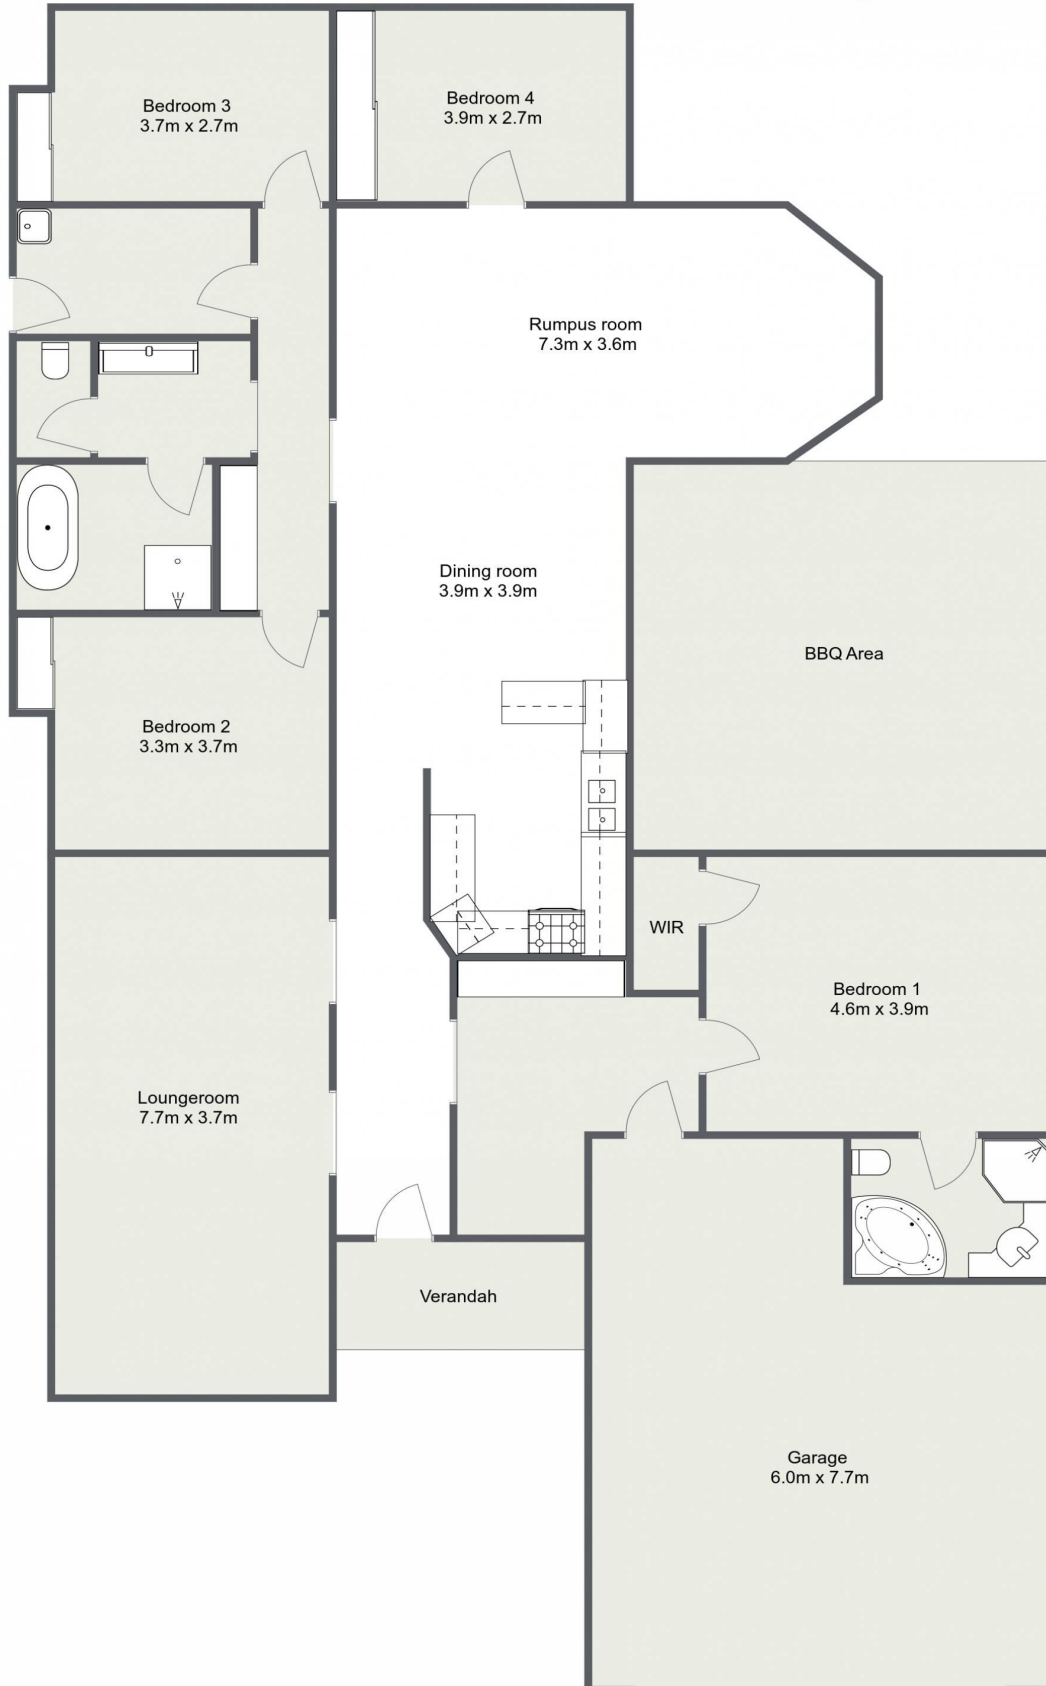 Bedroom 3
3.7m x 2.7m
Bedroom 4
3.9m x 2.7m
Rumpus room
7.3m x 3.6m
Dining room
3.9m x 3.9m
BBQ Area
Bedroom 2
3.3m x 3.7m
WIR
Bedroom 1
4.6m x 3.9m
Loungeroom
7.7m x 3.7m
Verandah
Garage
6.0m x 7.7m